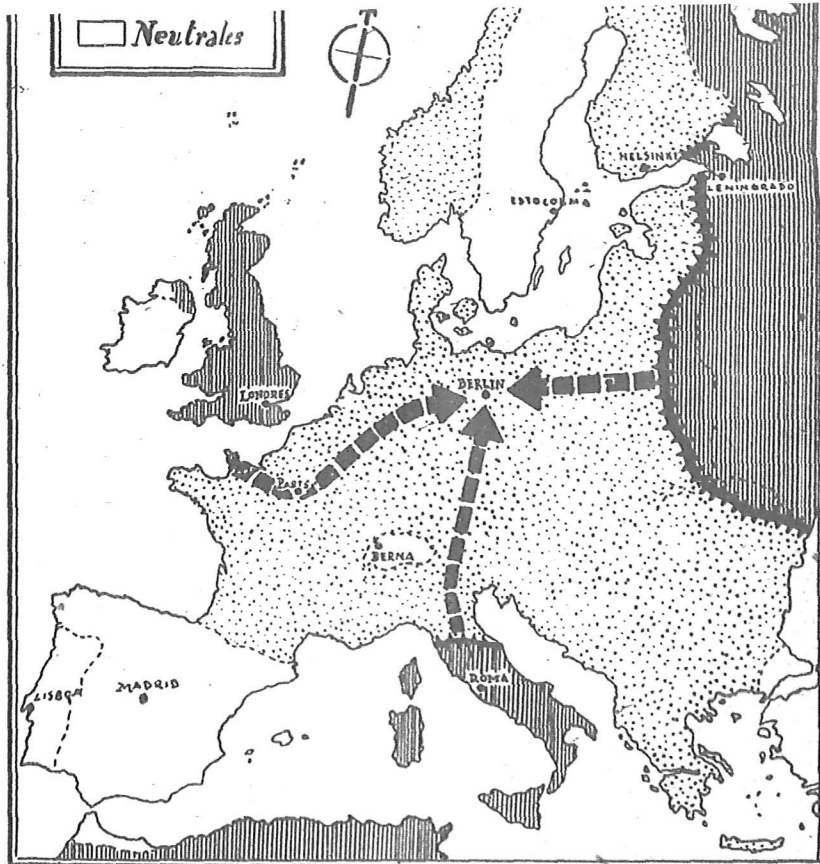 Neutrales
T
HELSINKI
LENINGRADO
ESTOCOLMO
LONDRES
BERLIN
PARIS
BERNA
LISBOA
MADRID
ROMA